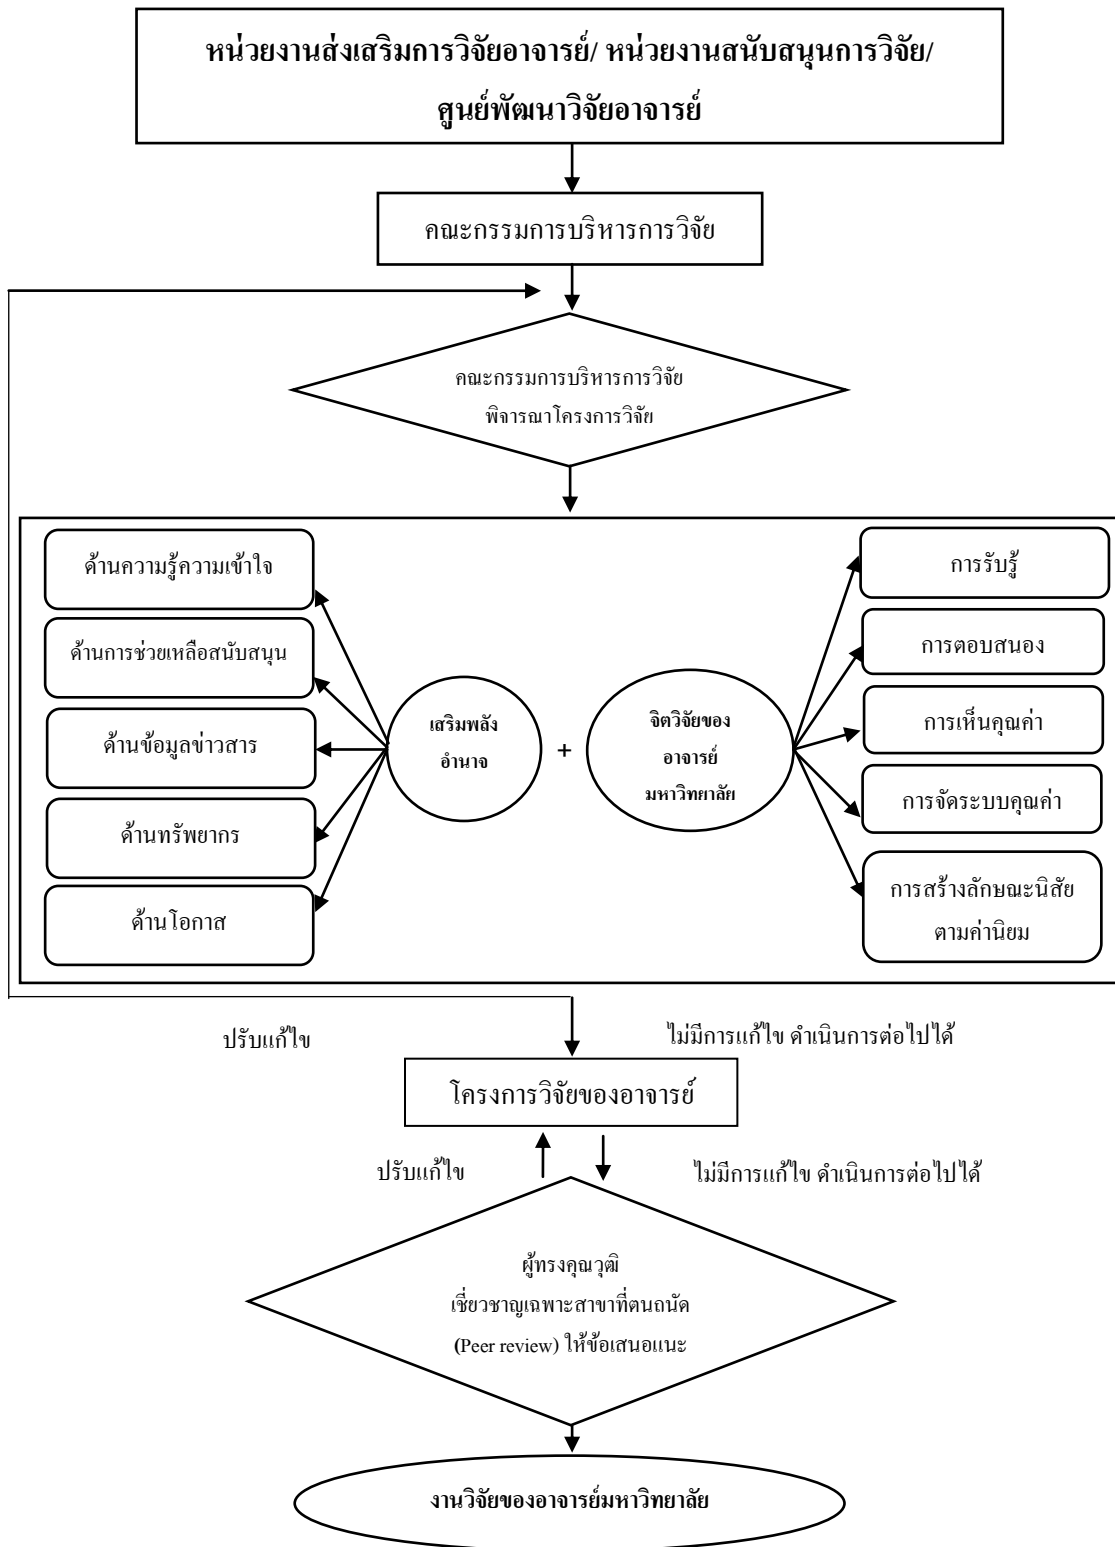 หน่วยงานส่งเสริมการวิจัยอาจารย์/ หน่วยงานสนับสนุนการวิจัย/
ศูนย์พัฒนาวิจัยอาจารย์
คณะกรรมการบริหารการวิจัย
คณะกรรมการบริหารการวิจัย
พิจารณาโครงการวิจัย
ด้านความรู้ความเข้าใจ
ด้านการช่วยเหลือสนับสนุน
ด้านข้อมูลข่าวสาร
ด้านทรัพยากร
ด้านโอกาส
เสริมพลัง
อำนาจ
+
จิตวิจัยของ
อาจารย์
มหาวิทยาลัย
การรับรู้
การตอบสนอง
การเห็นคุณค่า
การจัดระบบคุณค่า
การสร้างลักษณะนิสัย
ตามค่านิยม
ปรับแก้ไข
ไม่มีการแก้ไข ดำเนินการต่อไปได้
โครงการวิจัยของอาจารย์
ปรับแก้ไข
ไม่มีการแก้ไข ดำเนินการต่อไปได้
ผู้ทรงคุณวุฒิ
เชี่ยวชาญเฉพาะสาขาที่ตนถนัด
(Peer review) ให้ข้อเสนอแนะ
งานวิจัยของอาจารย์มหาวิทยาลัย